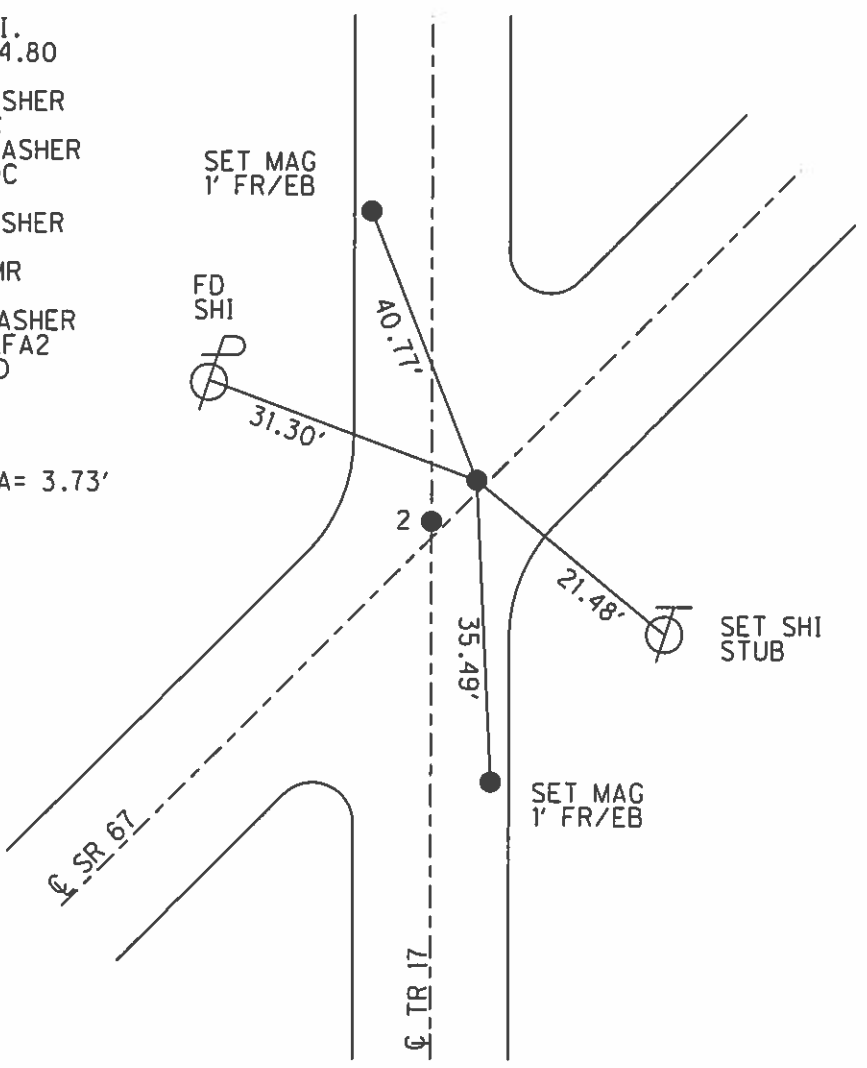 I.
4.80
SHER
ASHER
C
SHER
MR
ASHER
FA2
A= 3.73'
SET MAG
1' FR/EB
FD
SHI
40.77'
31.30'
2
21.48'
35.49'
SET SHI
STUB
SET MAG
1' FR/EB
℄ SR 67
℄ TR 17